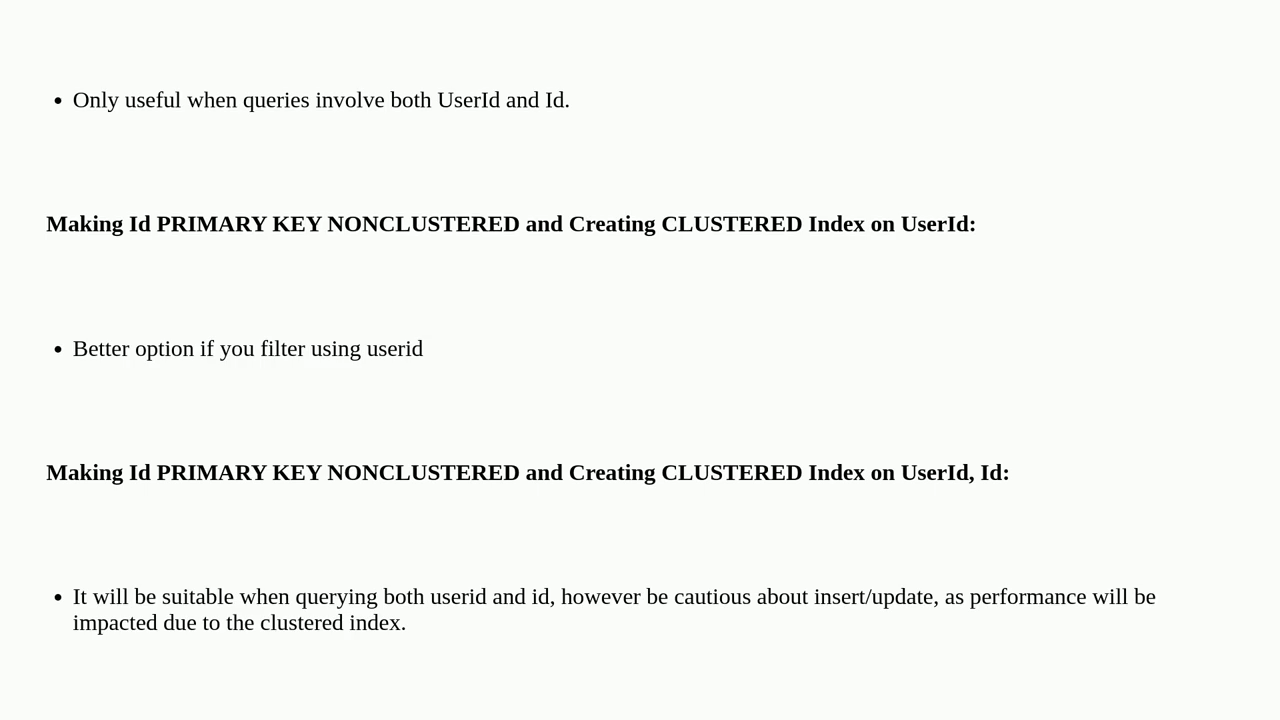 • Only useful when queries involve both UserId and Id.
Making Id PRIMARY KEY NONCLUSTERED and Creating CLUSTERED Index on UserId:
• Better option if you filter using userid
Making Id PRIMARY KEY NONCLUSTERED and Creating CLUSTERED Index on UserId, Id:
• It will be suitable when querying both userid and id, however be cautious about insert/update, as performance will be
impacted due to the clustered index.